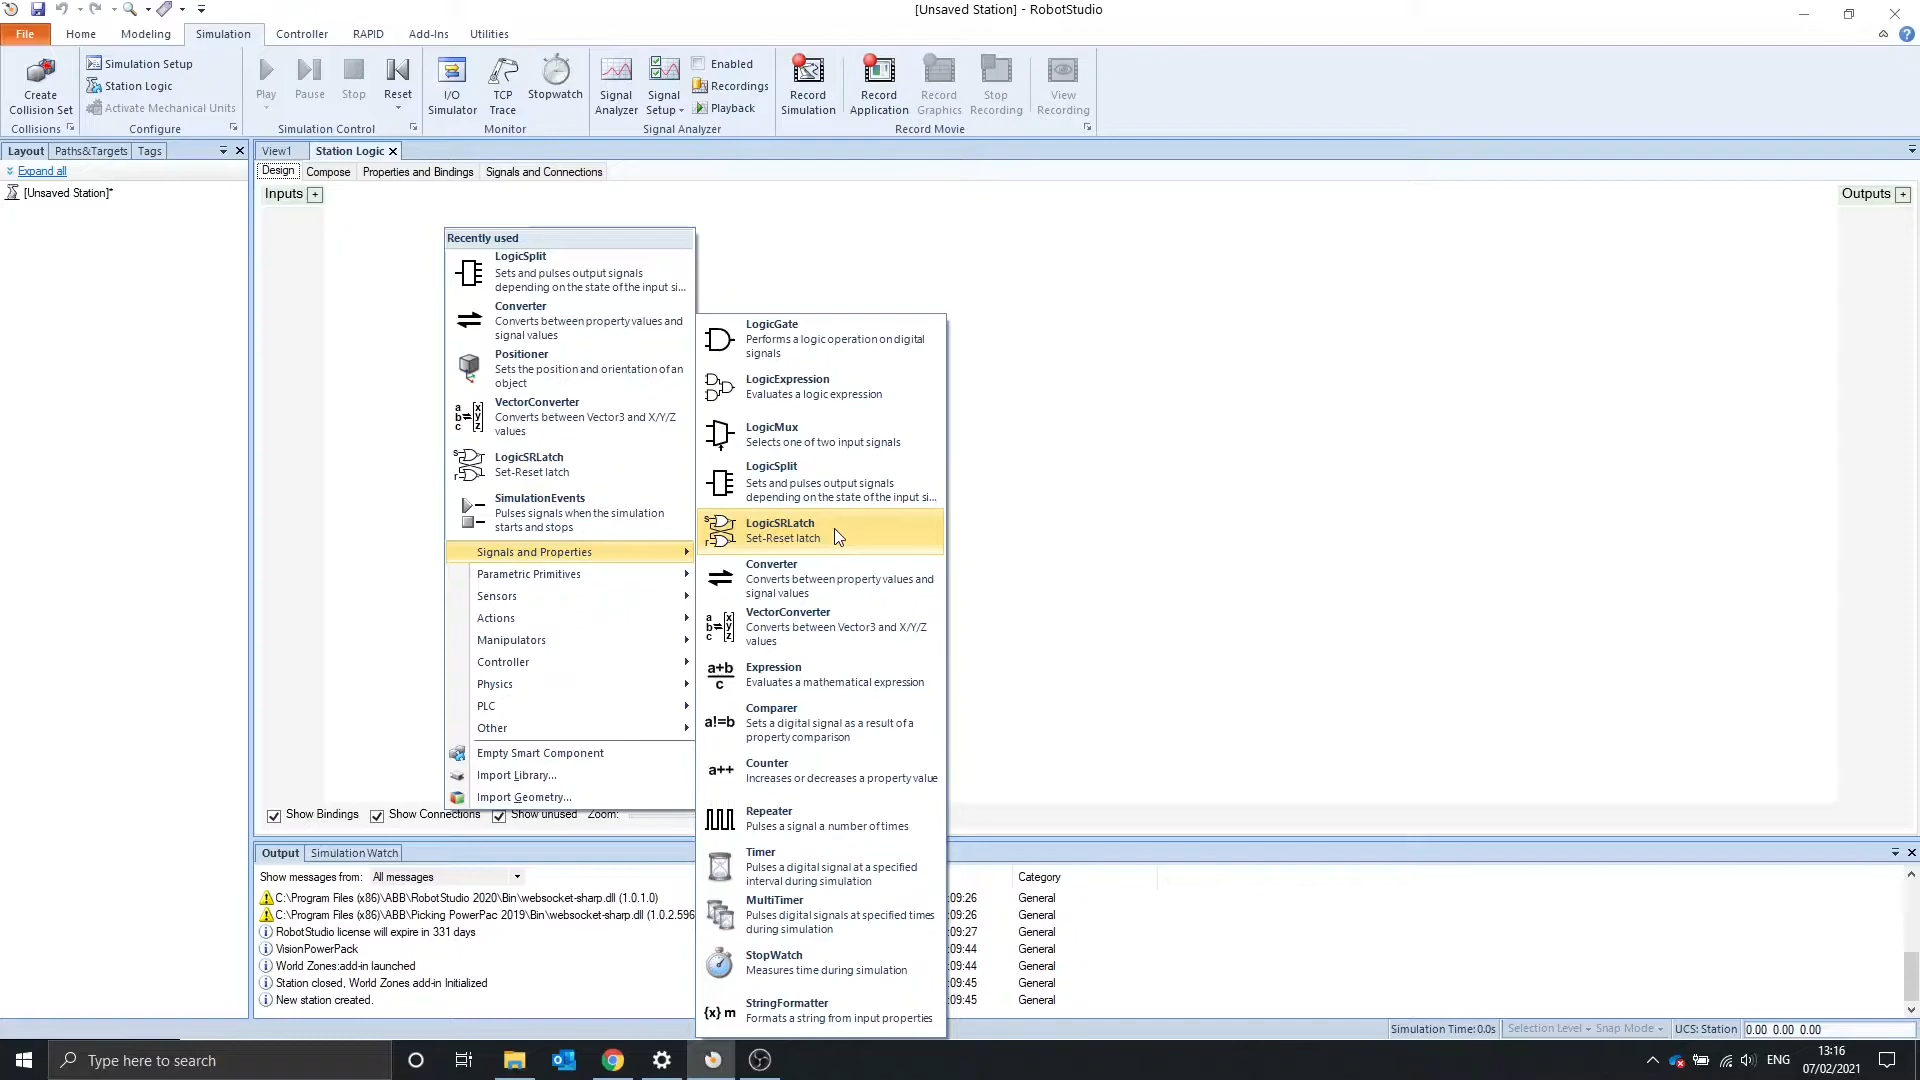 [Unsaved Station] - RobotStudio
File Home Modeling Simulation Controller RAPID Add-Ins Utilities
Create
Collision Set
Simulation Setup
Station Logic
Activate Mechanical Units
Play Pause Stop Reset
I/O
Simulator
TCP
Trace
Stopwatch
Signal
Analyzer
Signal
Setup
Enabled
Recordings
Playback
Record
Simulation
Record
Application
Record
Graphics
Stop
Recording
View
Recording
Collisions Configure Simulation Control Monitor Signal Analyzer Record Movie
Layout Paths&Targets Tags
Expand all
[Unsaved Station]*
View1 Station Logic
Design Compose Properties and Bindings Signals and Connections
Inputs +
Outputs +
Recently used
LogicSplit
Sets and pulses output signals
depending on the state of the input si...
Converter
Converts between property values and
signal values
Positioner
Sets the position and orientation of an
object
a
b
c
x
y
z
VectorConverter
Converts between Vector3 and X/Y/Z
values
s
r
LogicSRLatch
Set-Reset latch
SimulationEvents
Pulses signals when the simulation
starts and stops
Signals and Properties
Parametric Primitives
Sensors
Actions
Manipulators
Controller
Physics
PLC
Other
Empty Smart Component
Import Library...
Import Geometry...
LogicGate
Performs a logic operation on digital
signals
LogicExpression
Evaluates a logic expression
LogicMux
Selects one of two input signals
LogicSplit
Sets and pulses output signals
depending on the state of the input si...
s
r
LogicSRLatch
Set-Reset latch
Converter
Converts between property values and
signal values
a
b
c
x
y
z
VectorConverter
Converts between Vector3 and X/Y/Z
values
a+b
c
Expression
Evaluates a mathematical expression
a!=b
Comparer
Sets a digital signal as a result of a
property comparison
a++
Counter
Increases or decreases a property value
Repeater
Pulses a signal a number of times
Timer
Pulses a digital signal at a specified
interval during simulation
MultiTimer
Pulses digital signals at specified times
during simulation
StopWatch
Measures time during simulation
{x} m
StringFormatter
Formats a string from input properties
Show Bindings Show Connections Show unused Zoom:
Output Simulation Watch
Show messages from: All messages Category
C:\Program Files (x86)\ABB\RobotStudio 2020\Bin\websocket-sharp.dll (1.0.1.0) :09:26 General
C:\Program Files (x86)\ABB\Picking PowerPac 2019\Bin\websocket-sharp.dll (1.0.2.596 :09:26 General
RobotStudio license will expire in 331 days :09:27 General
VisionPowerPack :09:44 General
World Zones:add-in launched :09:44 General
Station closed, World Zones add-in Initialized :09:45 General
New station created. :09:45 General
Simulation Time: 0.0s Selection Level Snap Mode UCS: Station 0.00 0.00 0.00
Type here to search
ENG
13:16
07/02/2021